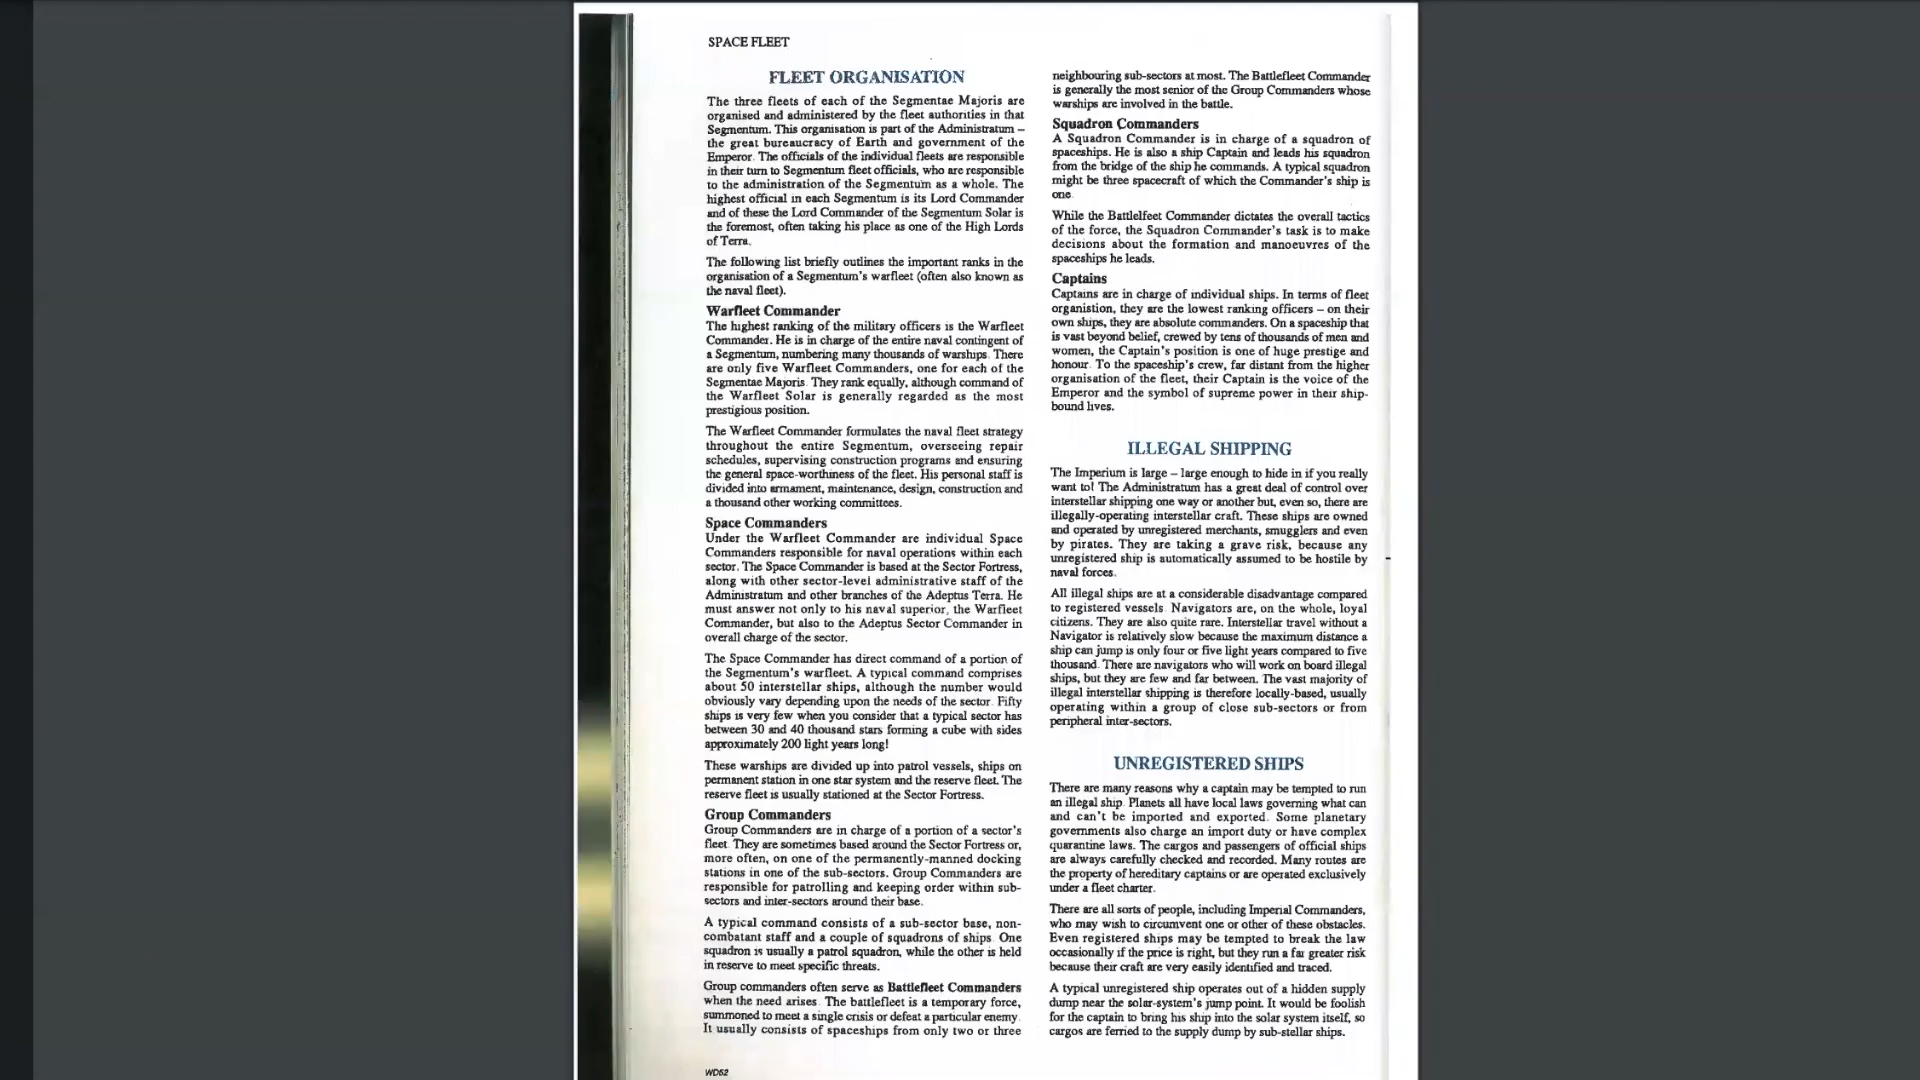 SPACE FLEET
FLEET ORGANISATION
The three fleets of each of the Segmentae Majoris are
organised and administered by the fleet authorities in that
Segmentum. This organisation is part of the Administratum –
the great bureaucracy of Earth and government of the
Emperor. The officials of the individual fleets are responsible
in their turn to Segmentum fleet officials, who are responsible
to the administration of the Segmentum as a whole. The
highest official in each Segmentum is its Lord Commander
and of these the Lord Commander of the Segmentum Solar is
the foremost, often taking his place as one of the High Lords
of Terra.
The following list briefly outlines the important ranks in the
organisation of a Segmentum's warfleet (often also known as
the naval fleet).
Warfleet Commander
The highest ranking of the military officers is the Warfleet
Commander. He is in charge of the entire naval contingent of
a Segmentum, numbering many thousands of warships. There
are only five Warfleet Commanders, one for each of the
Segmentae Majoris. They rank equally, although command of
the Warfleet Solar is generally regarded as the most
prestigious position.
The Warfleet Commander formulates the naval fleet strategy
throughout the entire Segmentum, overseeing repair
schedules, supervising construction programs and ensuring
the general space-worthiness of the fleet. His personal staff is
divided into armament, maintenance, design, construction and
a thousand other working committees.
Space Commanders
Under the Warfleet Commander are individual Space
Commanders responsible for naval operations within each
sector. The Space Commander is based at the Sector Fortress,
along with other sector-level administrative staff of the
Administratum and other branches of the Adeptus Terra. He
must answer not only to his naval superior, the Warfleet
Commander, but also to the Adeptus Sector Commander in
overall charge of the sector.
The Space Commander has direct command of a portion of
the Segmentum's warfleet. A typical command comprises
about 50 interstellar ships, although the number would
obviously vary depending upon the needs of the sector. Fifty
ships is very few when you consider that a typical sector has
between 30 and 40 thousand stars forming a cube with sides
approximately 200 light years long!
These warships are divided up into patrol vessels, ships on
permanent station in one star system and the reserve fleet. The
reserve fleet is usually stationed at the Sector Fortress.
Group Commanders
Group Commanders are in charge of a portion of a sector's
fleet. They are sometimes based around the Sector Fortress or,
more often, on one of the permanently-manned docking
stations in one of the sub-sectors. Group Commanders are
responsible for patrolling and keeping order within sub-
sectors and inter-sectors around their base.
A typical command consists of a sub-sector base, non-
combatant staff and a couple of squadrons of ships. One
squadron is usually a patrol squadron, while the other is held
in reserve to meet specific threats.
Group commanders often serve as Battlefleet Commanders
when the need arises. The battlefleet is a temporary force,
summoned to meet a single crisis or defeat a particular enemy.
It usually consists of spaceships from only two or three
neighbouring sub-sectors at most. The Battlefleet Commander
is generally the most senior of the Group Commanders whose
warships are involved in the battle.
Squadron Commanders
A Squadron Commander is in charge of a squadron of
spaceships. He is also a ship Captain and leads his squadron
from the bridge of the ship he commands. A typical squadron
might be three spacecraft of which the Commander's ship is
one.
While the Battlelfeet Commander dictates the overall tactics
of the force, the Squadron Commander's task is to make
decisions about the formation and manoeuvres of the
spaceships he leads.
Captains
Captains are in charge of individual ships. In terms of fleet
organistion, they are the lowest ranking officers – on their
own ships, they are absolute commanders. On a spaceship that
is vast beyond belief, crewed by tens of thousands of men and
women, the Captain's position is one of huge prestige and
honour. To the spaceship's crew, far distant from the higher
organisation of the fleet, their Captain is the voice of the
Emperor and the symbol of supreme power in their ship-
bound lives.
ILLEGAL SHIPPING
The Imperium is large – large enough to hide in if you really
want to! The Administratum has a great deal of control over
interstellar shipping one way or another but, even so, there are
illegally-operating interstellar craft. These ships are owned
and operated by unregistered merchants, smugglers and even
by pirates. They are taking a grave risk, because any
unregistered ship is automatically assumed to be hostile by
naval forces.
All illegal ships are at a considerable disadvantage compared
to registered vessels. Navigators are, on the whole, loyal
citizens. They are also quite rare. Interstellar travel without a
Navigator is relatively slow because the maximum distance a
ship can jump is only four or five light years compared to five
thousand. There are navigators who will work on board illegal
ships, but they are few and far between. The vast majority of
illegal interstellar shipping is therefore locally-based, usually
operating within a group of close sub-sectors or from
peripheral inter-sectors.
UNREGISTERED SHIPS
There are many reasons why a captain may be tempted to run
an illegal ship. Planets all have local laws governing what can
and can't be imported and exported. Some planetary
governments also charge an import duty or have complex
quarantine laws. The cargos and passengers of official ships
are always carefully checked and recorded. Many routes are
the property of hereditary captains or are operated exclusively
under a fleet charter.
There are all sorts of people, including Imperial Commanders,
who may wish to circumvent one or other of these obstacles.
Even registered ships may be tempted to break the law
occasionally if the price is right, but they run a far greater risk
because their craft are very easily identified and traced.
A typical unregistered ship operates out of a hidden supply
dump near the solar-system's jump point. It would be foolish
for the captain to bring his ship into the solar system itself, so
cargos are ferried to the supply dump by sub-stellar ships.
WD52